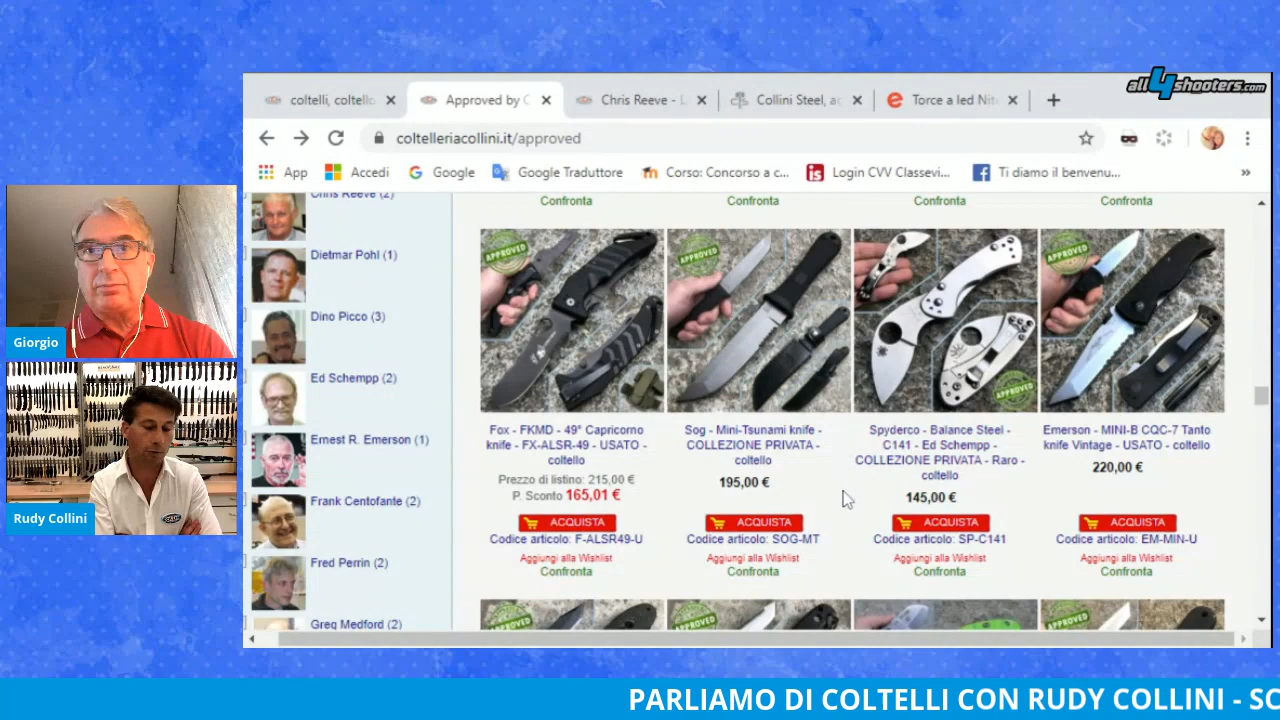 all4shooters.com
coltelli, coltello
Approved by C
Chris Reeve - L
Collini Steel, ac
Torce a led Nite
coltelleriacollini.it/approved
App
Accedi
Google
Google Traduttore
Corso: Concorso a c...
Login CVV Classevi...
Ti diamo il benvenu...
Chris Reeve (2)
Dietmar Pohl (1)
Dino Picco (3)
Ed Schempp (2)
Ernest R. Emerson (1)
Frank Centofante (2)
Fred Perrin (2)
Greg Medford (2)
Confronta
Confronta
Confronta
Confronta
APPROVED
APPROVED
APPROVED
APPROVED
Fox - FKMD - 49° Capricorno
knife - FX-ALSR-49 - USATO -
coltello
Prezzo di listino: 215,00 €
P. Sconto 165,01 €
ACQUISTA
Codice articolo: F-ALSR49-U
Aggiungi alla Wishlist
Confronta
Sog - Mini-Tsunami knife -
COLLEZIONE PRIVATA -
coltello
195,00 €
ACQUISTA
Codice articolo: SOG-MT
Aggiungi alla Wishlist
Confronta
Spyderco - Balance Steel -
C141 - Ed Schempp -
COLLEZIONE PRIVATA - Raro -
coltello
145,00 €
ACQUISTA
Codice articolo: SP-C141
Aggiungi alla Wishlist
Confronta
Emerson - MINI-B CQC-7 Tanto
knife Vintage - USATO - coltello
220,00 €
ACQUISTA
Codice articolo: EM-MIN-U
Aggiungi alla Wishlist
Confronta
APPROVED
APPROVED
APPROVED
Giorgio
Rudy Collini
PARLIAMO DI COLTELLI CON RUDY COLLINI - SC